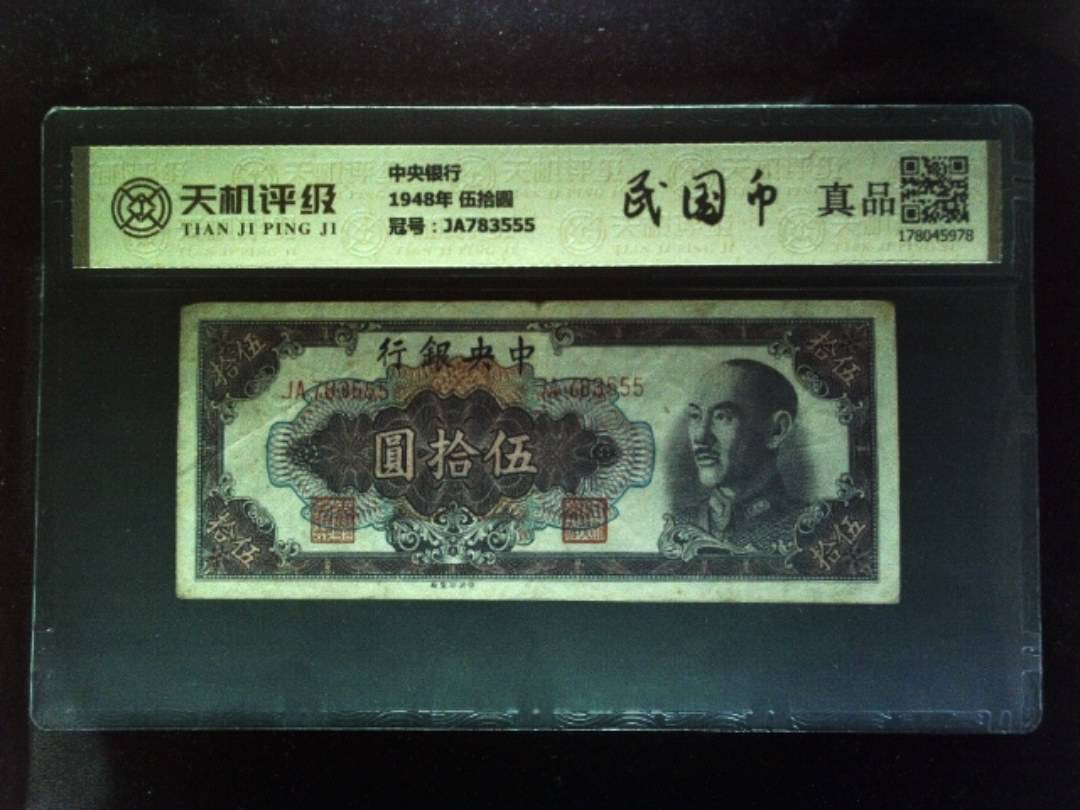 天机评级
TIAN JI PING JI
中央银行
1948年 伍拾圆
冠号：JA783555
民国币
真品
178045978
行銀央中
拾伍
拾伍
JA783555
JA783555
圓拾伍
拾伍
拾伍